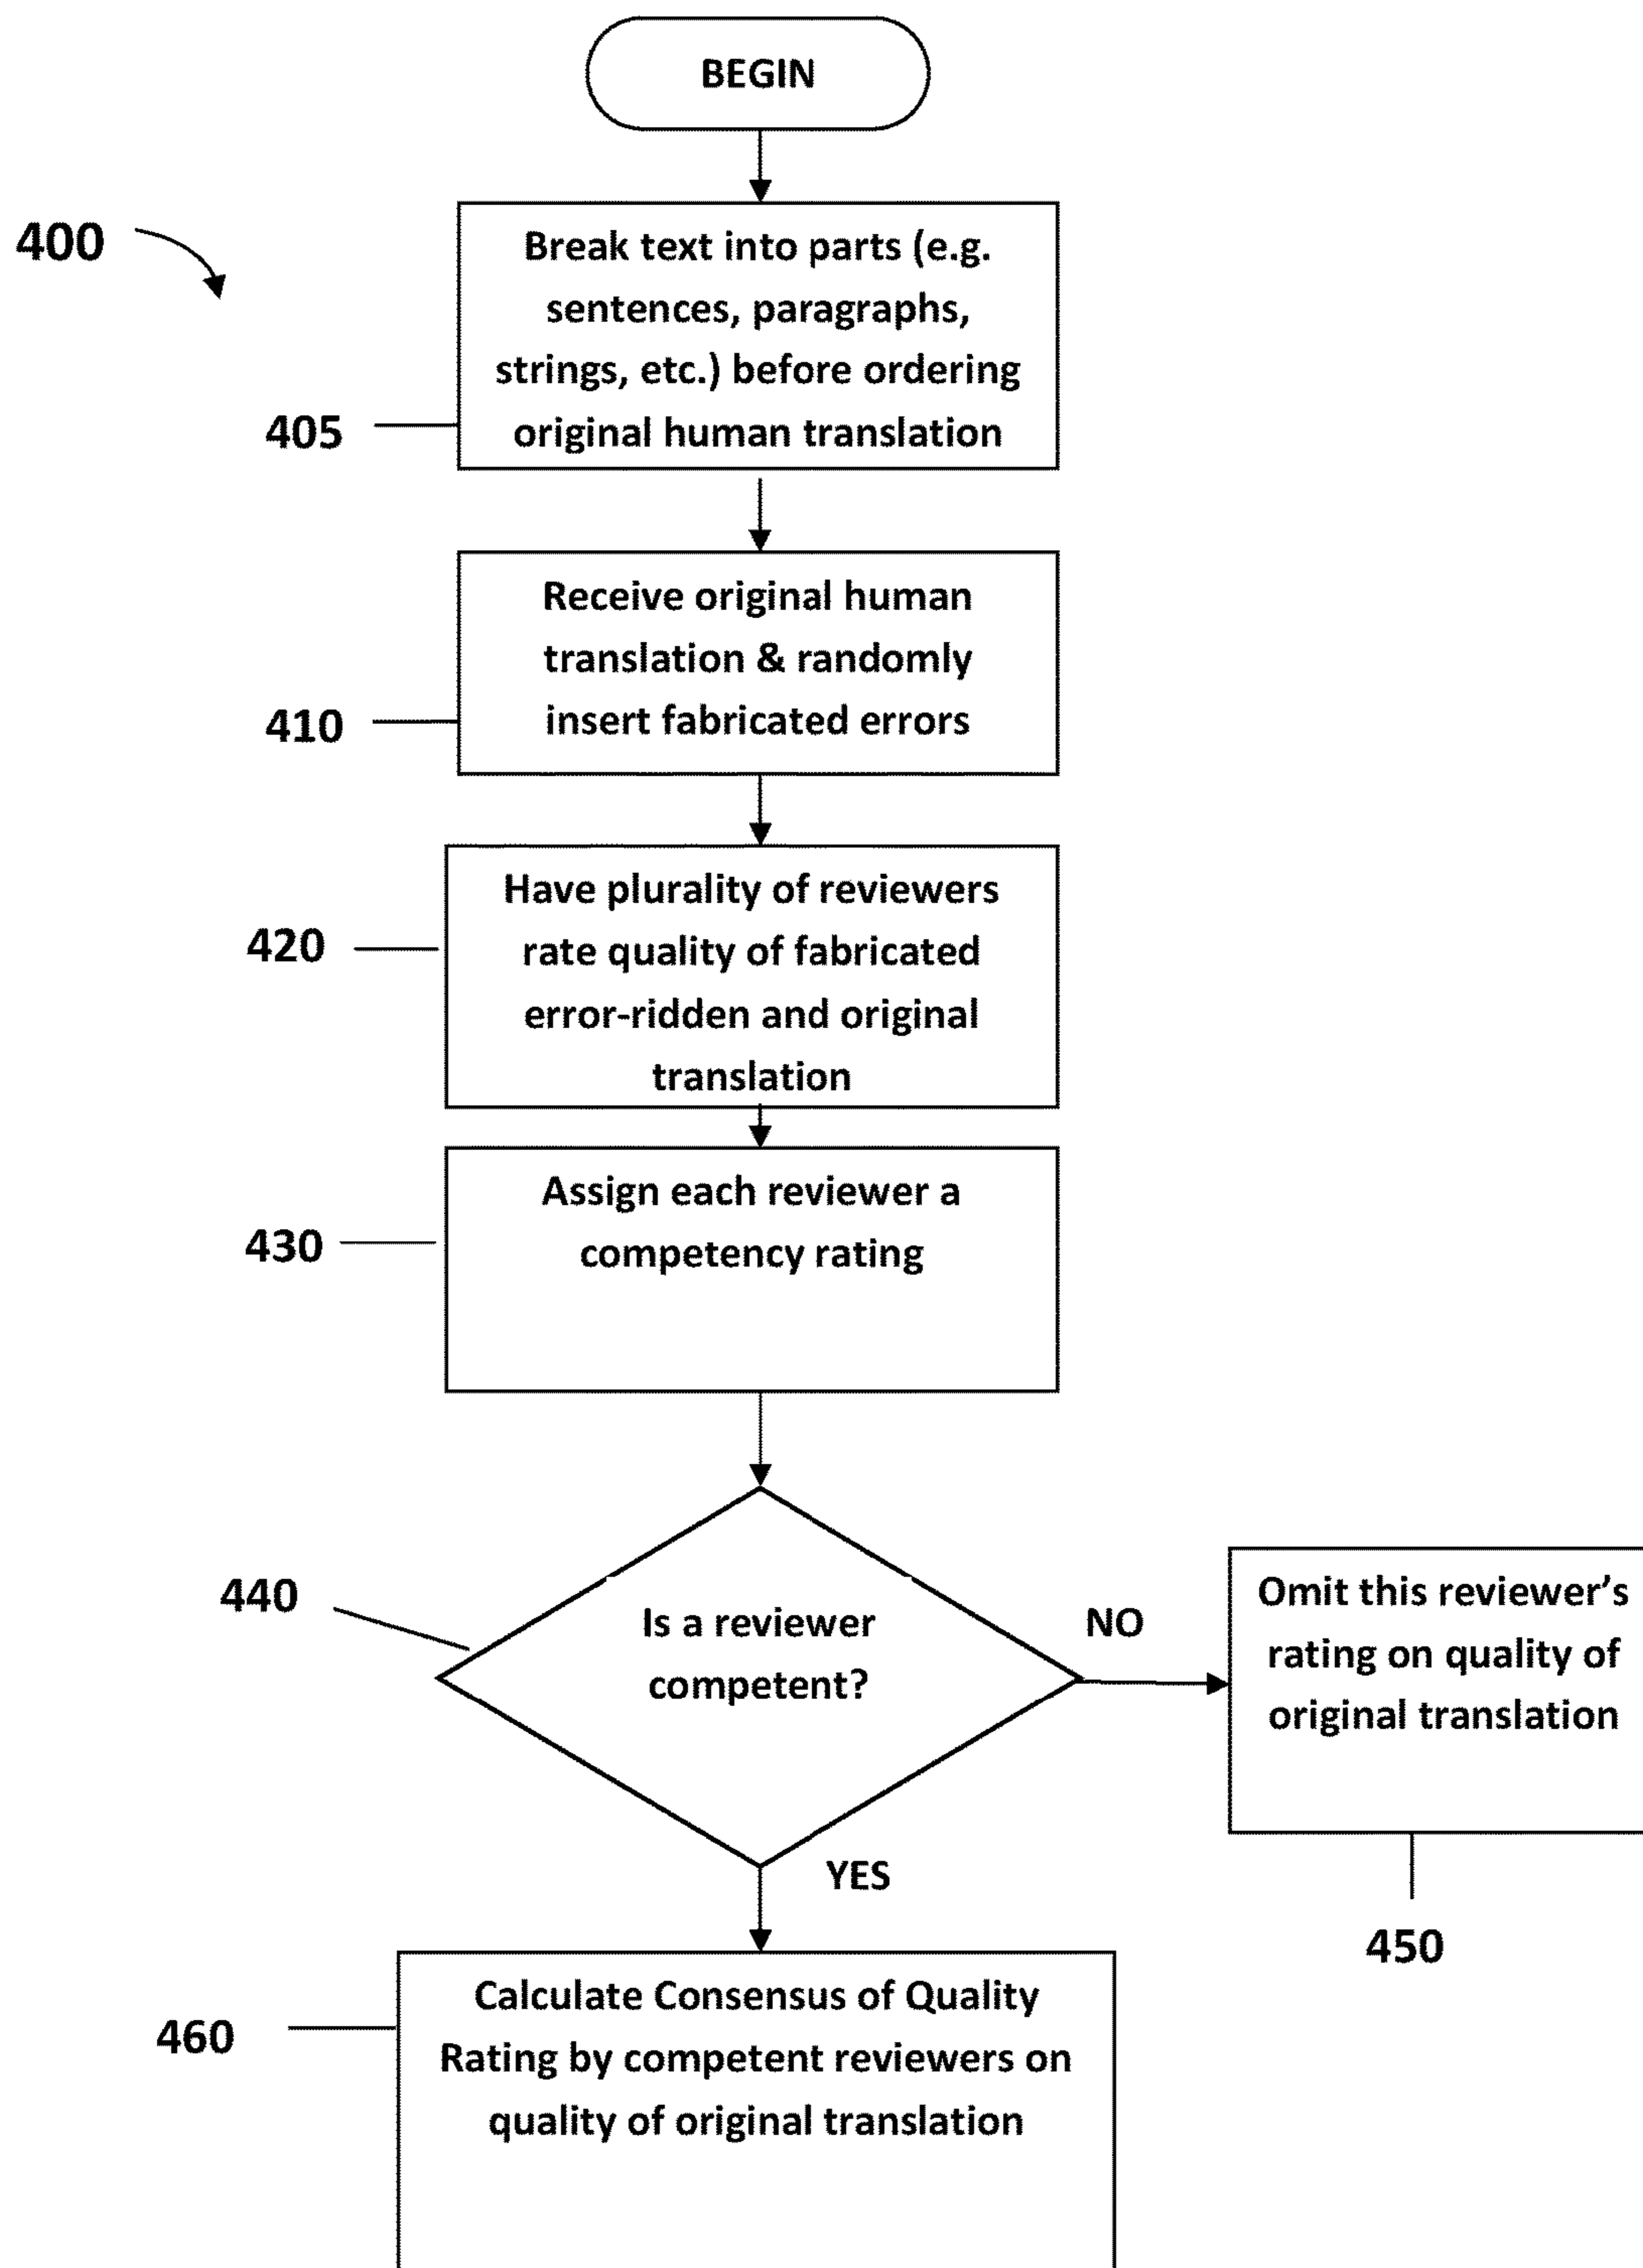 BEGIN
400
Break text into parts (e.g.
sentences, paragraphs,
strings, etc.) before ordering
original human translation
405
Receive original human
translation & randomly
insert fabricated errors
410
Have plurality of reviewers
rate quality of fabricated
error-ridden and original
translation
420
Assign each reviewer a
competency rating
430
440
Is a reviewer
competent?
NO
Omit this reviewer’s
rating on quality of
original translation
YES
450
Calculate Consensus of Quality
Rating by competent reviewers on
quality of original translation
460